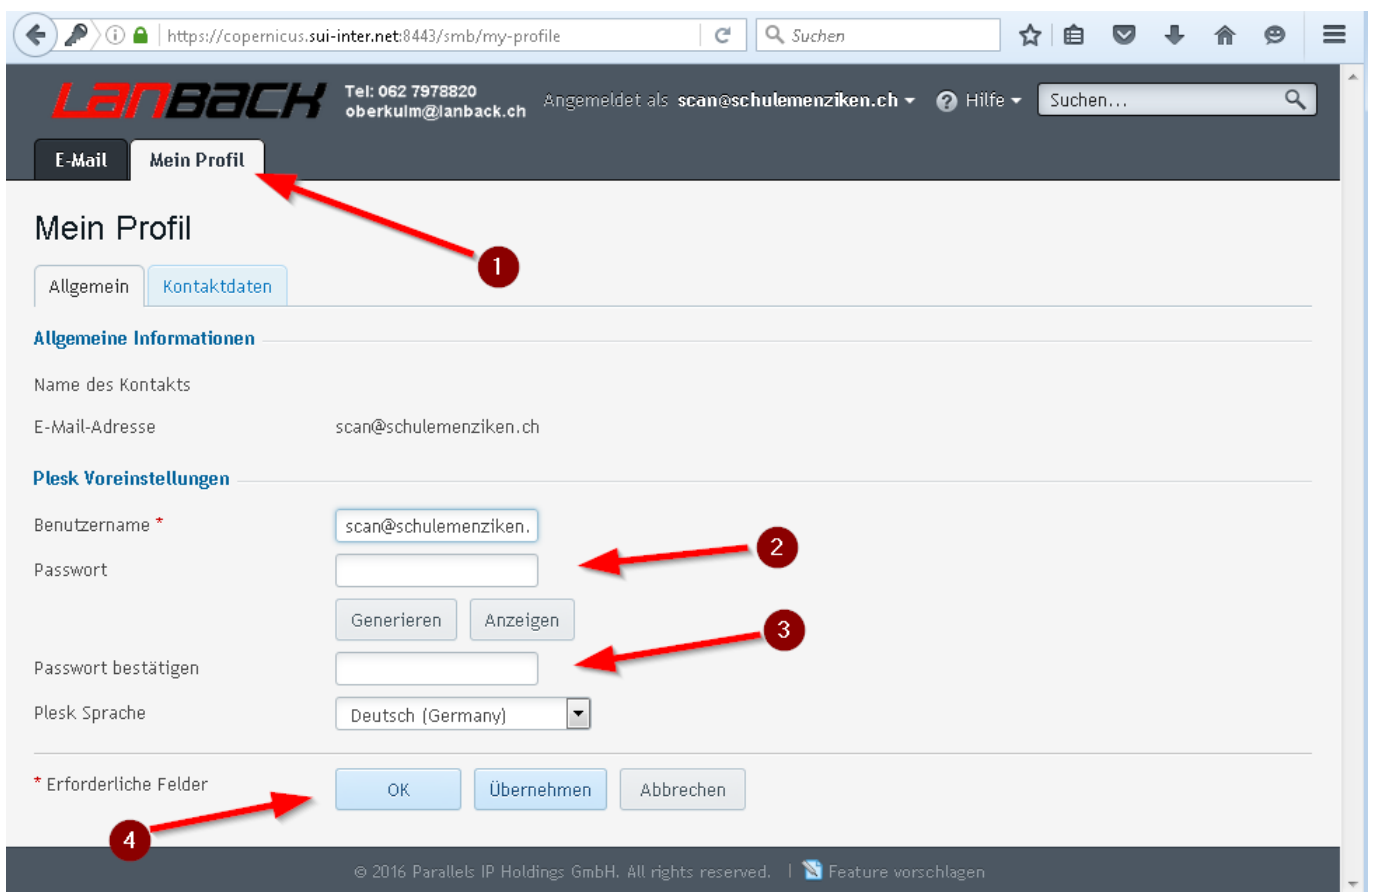 https://copernicus.sui-inter.net:8443/smb/my-profile
Suchen
LANBACK
Tel: 062 7978820
oberkulm@lanback.ch
Angemeldet als scan@schulemenziken.ch
Hilfe
Suchen...
E-Mail
Mein Profil
Mein Profil
1
Allgemein
Kontaktdaten
Allgemeine Informationen
Name des Kontakts
E-Mail-Adresse
scan@schulemenziken.ch
Plesk Voreinstellungen
Benutzername *
scan@schulemenziken.
2
Passwort
Generieren
Anzeigen
3
Passwort bestätigen
Plesk Sprache
Deutsch (Germany)
* Erforderliche Felder
OK
Übernehmen
Abbrechen
4
© 2016 Parallels IP Holdings GmbH. All rights reserved. | Feature vorschlagen